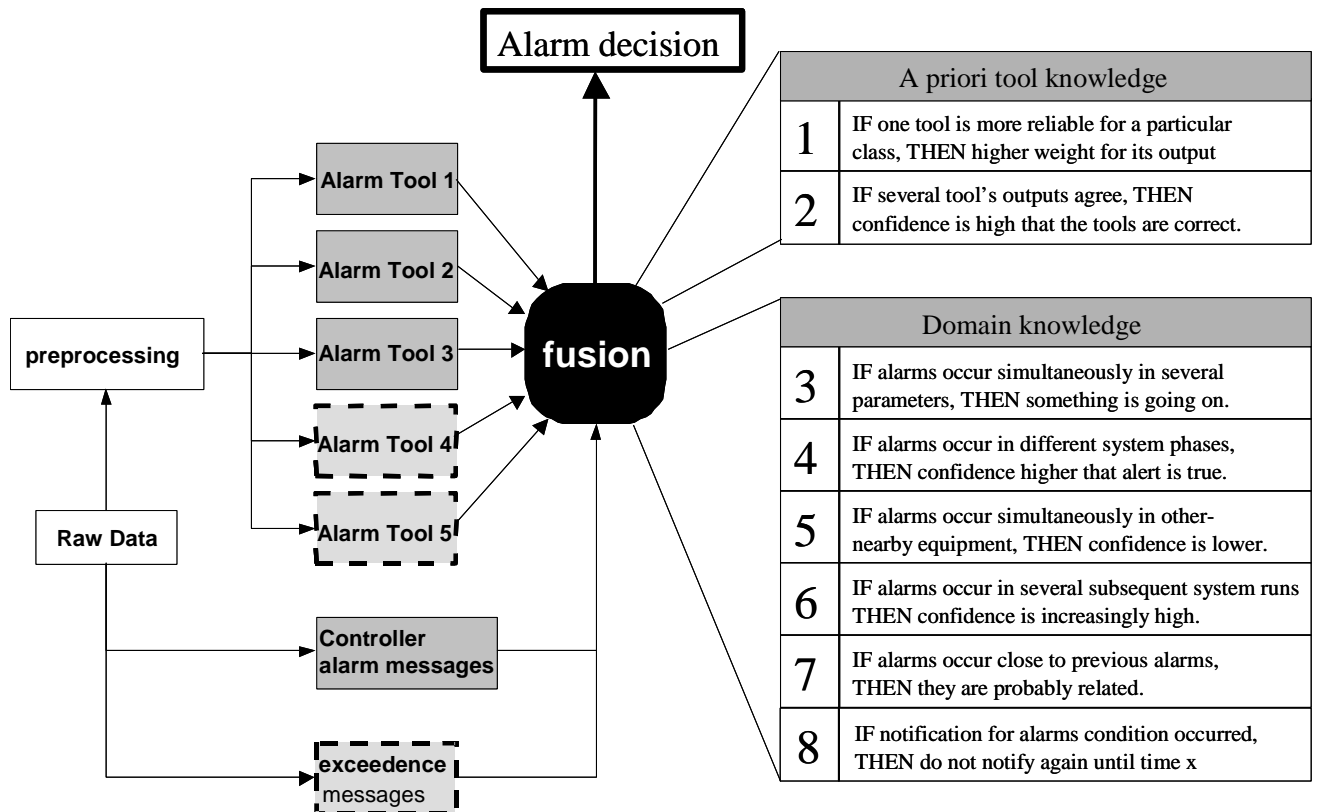 Alarm decision
Alarm Tool 1
Alarm Tool 2
Alarm Tool 3
Alarm Tool 4
Alarm Tool 5
preprocessing
Raw Data
Controller
alarm messages
exceedence
messages
fusion
A priori tool knowledge
1
IF one tool is more reliable for a particular
class, THEN higher weight for its output
2
IF several tool's outputs agree, THEN
confidence is high that the tools are correct.
Domain knowledge
3
IF alarms occur simultaneously in several
parameters, THEN something is going on.
4
IF alarms occur in different system phases,
THEN confidence higher that alert is true.
5
IF alarms occur simultaneously in other-
nearby equipment, THEN confidence is lower.
6
IF alarms occur in several subsequent system runs
THEN confidence is increasingly high.
7
IF alarms occur close to previous alarms,
THEN they are probably related.
8
IF notification for alarms condition occurred,
THEN do not notify again until time x